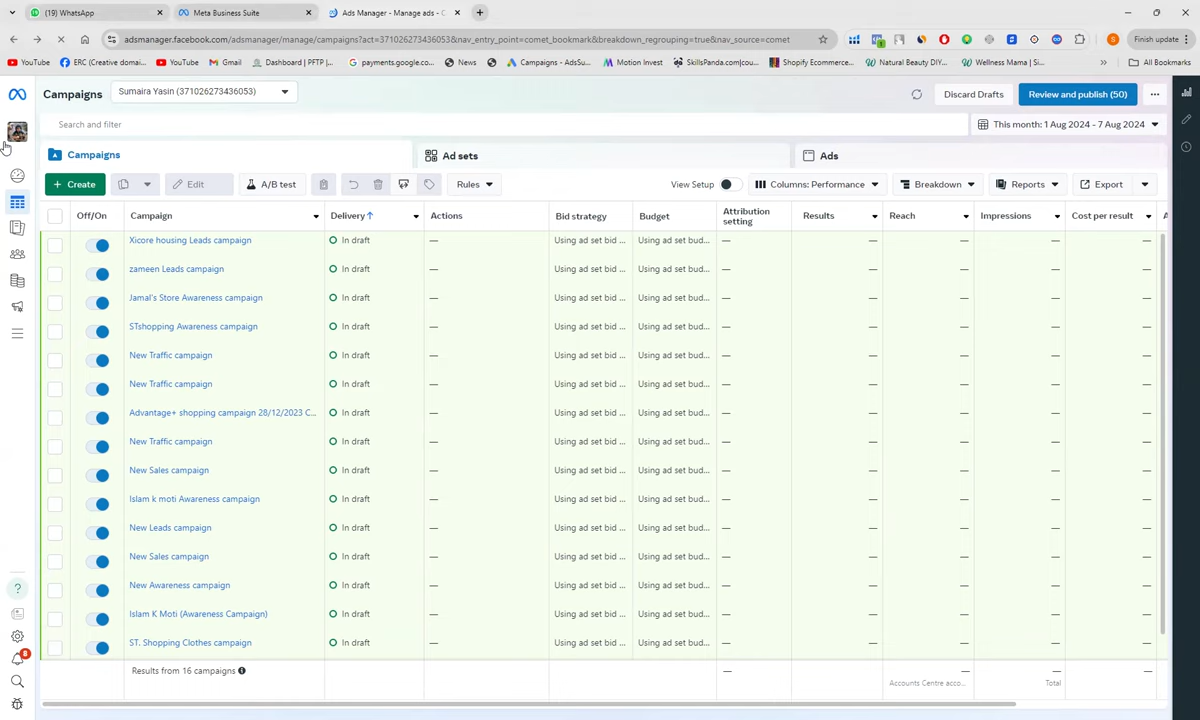 (19) WhatsApp
Meta Business Suite
Ads Manager - Manage ads - C
adsmanager.facebook.com/adsmanager/manage/campaigns?act=371026273436053&nav_entry_point=comet_bookmark&breakdown_regrouping=true&nav_source=comet
Finish update
YouTube
ERC (Creative domai...
YouTube
Gmail
Dashboard | PFTP |...
payments.google.co...
News
Campaigns - AdsSu...
Motion Invest
SkillsPanda.com|cou...
Shopify Ecommerce...
Natural Beauty DIY...
Wellness Mama | Si...
All Bookmarks
Campaigns
Sumaira Yasin (371026273436053)
Discard Drafts
Review and publish (50)
Search and filter
This month: 1 Aug 2024 - 7 Aug 2024
Campaigns
Ad sets
Ads
Create
Edit
A/B test
Rules
View Setup
Columns: Performance
Breakdown
Reports
Export
Off/On
Campaign
Delivery
Actions
Bid strategy
Budget
Attribution setting
Results
Reach
Impressions
Cost per result
A
Xicore housing Leads campaign In draft — Using ad set bid ... Using ad set bud... — — — — —
zameen Leads campaign In draft — Using ad set bid ... Using ad set bud... — — — — —
Jamal's Store Awareness campaign In draft — Using ad set bid ... Using ad set bud... — — — — —
STshopping Awareness campaign In draft — Using ad set bid ... Using ad set bud... — — — — —
New Traffic campaign In draft — Using ad set bid ... Using ad set bud... — — — — —
New Traffic campaign In draft — Using ad set bid ... Using ad set bud... — — — — —
Advantage+ shopping campaign 28/12/2023 C... In draft — Using ad set bid ... Using ad set bud... — — — — —
New Traffic campaign In draft — Using ad set bid ... Using ad set bud... — — — — —
New Sales campaign In draft — Using ad set bid ... Using ad set bud... — — — — —
Islam k moti Awareness campaign In draft — Using ad set bid ... Using ad set bud... — — — — —
New Leads campaign In draft — Using ad set bid ... Using ad set bud... — — — — —
New Sales campaign In draft — Using ad set bid ... Using ad set bud... — — — — —
New Awareness campaign In draft — Using ad set bid ... Using ad set bud... — — — — —
Islam K Moti (Awareness Campaign) In draft — Using ad set bid ... Using ad set bud... — — — — —
ST. Shopping Clothes campaign In draft — Using ad set bid ... Using ad set bud... — — — — —
Results from 16 campaigns — — — —
Accounts Centre acco... Total
8